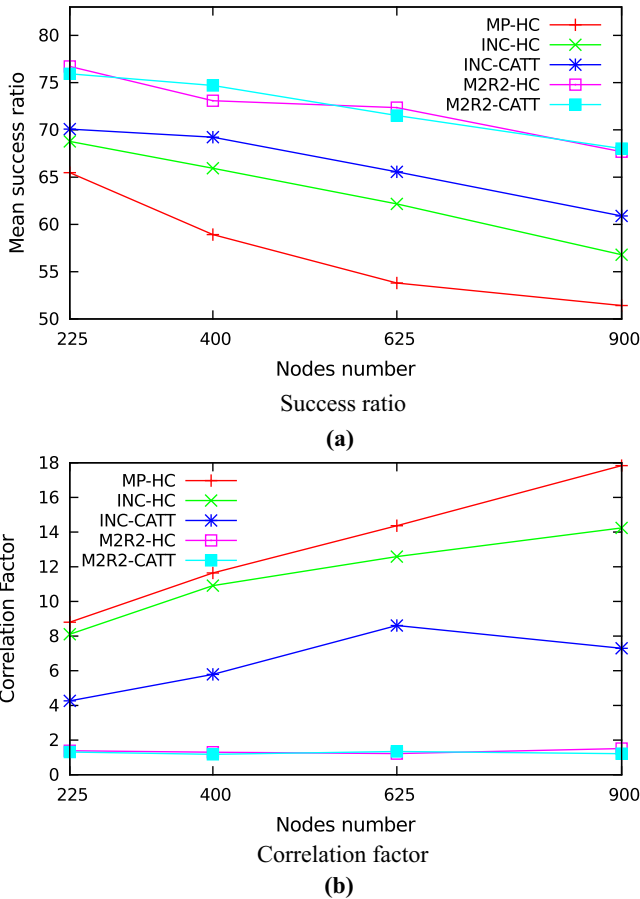 Mean success ratio
80
75
70
65
60
55
50
MP-HC
INC-HC
INC-CATT
M2R2-HC
M2R2-CATT
225 400 625 900
Nodes number
Success ratio
(a)
Correlation Factor
18
16
14
12
10
8
6
4
2
0
MP-HC
INC-HC
INC-CATT
M2R2-HC
M2R2-CATT
225 400 625 900
Nodes number
Correlation factor
(b)